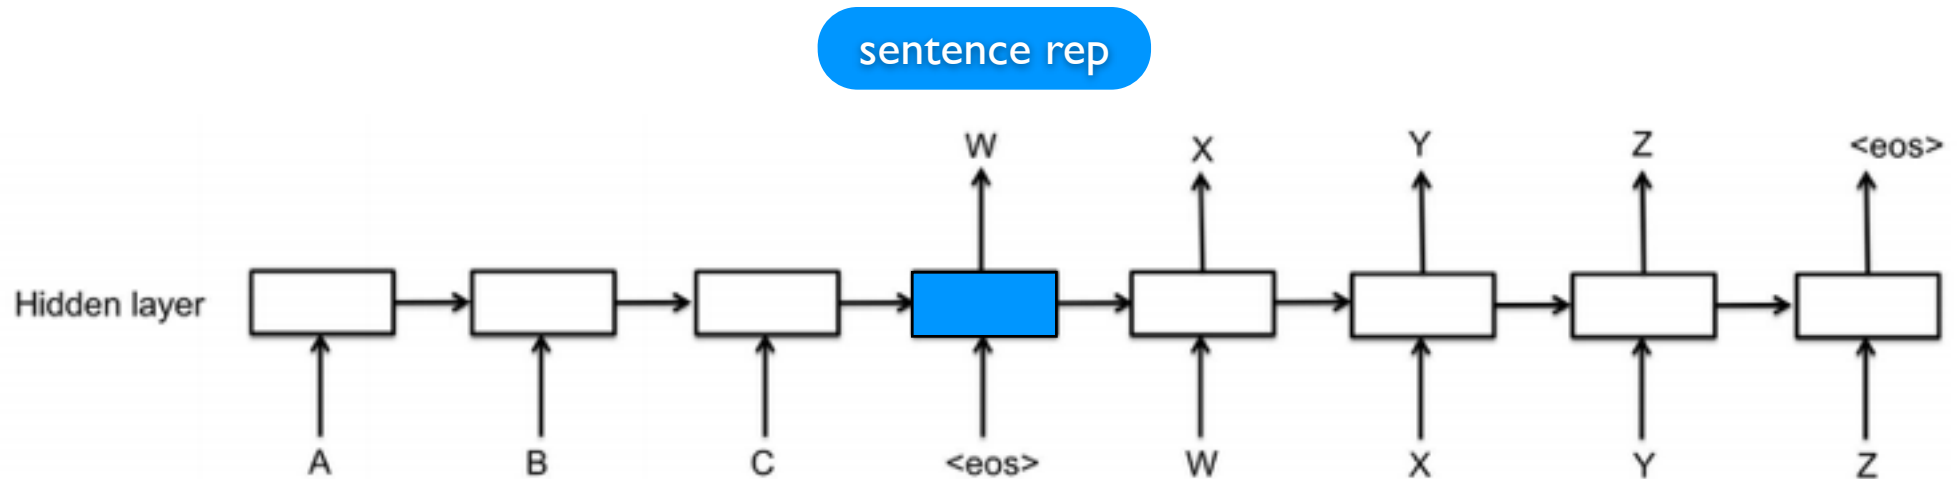 sentence rep
W X Y Z <eos>
Hidden layer
A B C <eos> W X Y Z